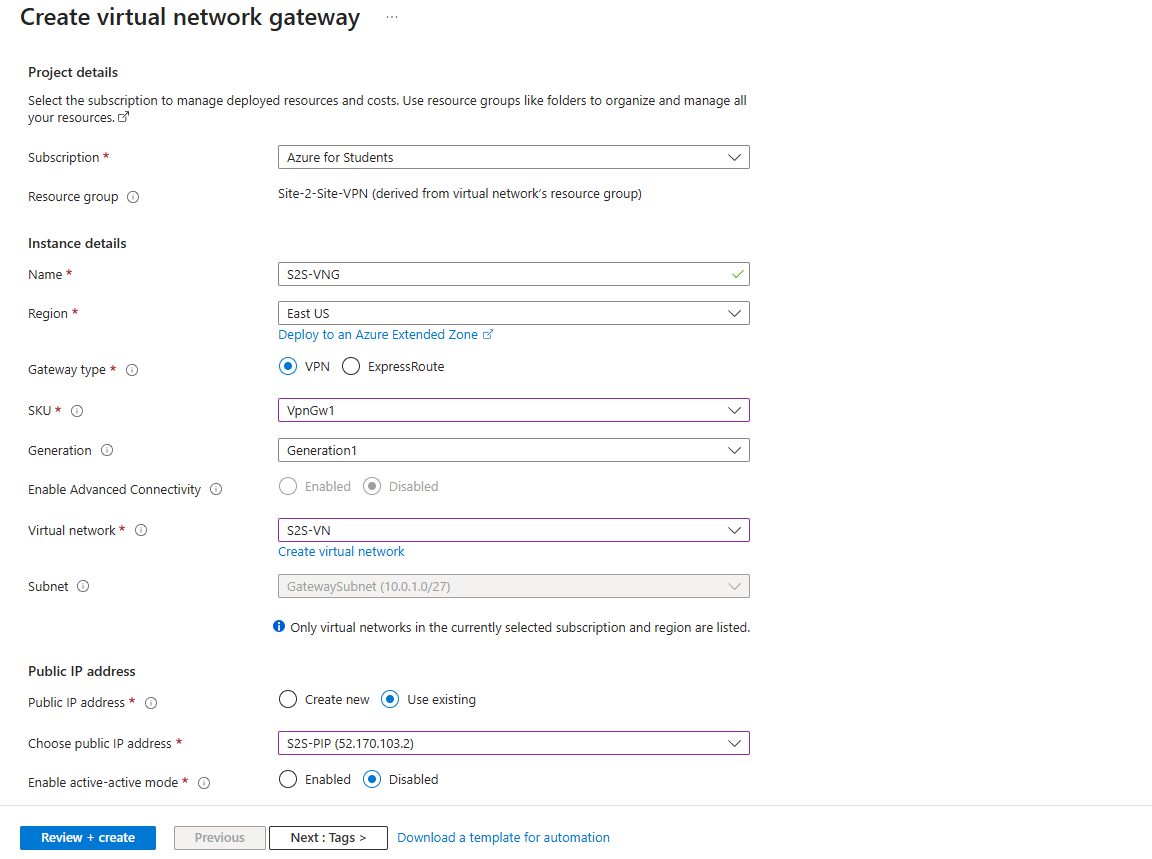 Create virtual network gateway ...
Project details
Select the subscription to manage deployed resources and costs. Use resource groups like folders to organize and manage all
your resources.
Subscription * Azure for Students
Resource group Site-2-Site-VPN (derived from virtual network's resource group)
Instance details
Name * S2S-VNG
Region * East US
Deploy to an Azure Extended Zone
Gateway type * VPN ExpressRoute
SKU * VpnGw1
Generation Generation1
Enable Advanced Connectivity Enabled Disabled
Virtual network * S2S-VN
Create virtual network
Subnet GatewaySubnet (10.0.1.0/27)
Only virtual networks in the currently selected subscription and region are listed.
Public IP address
Public IP address * Create new Use existing
Choose public IP address * S2S-PIP (52.170.103.2)
Enable active-active mode * Enabled Disabled
Review + create Previous Next : Tags > Download a template for automation